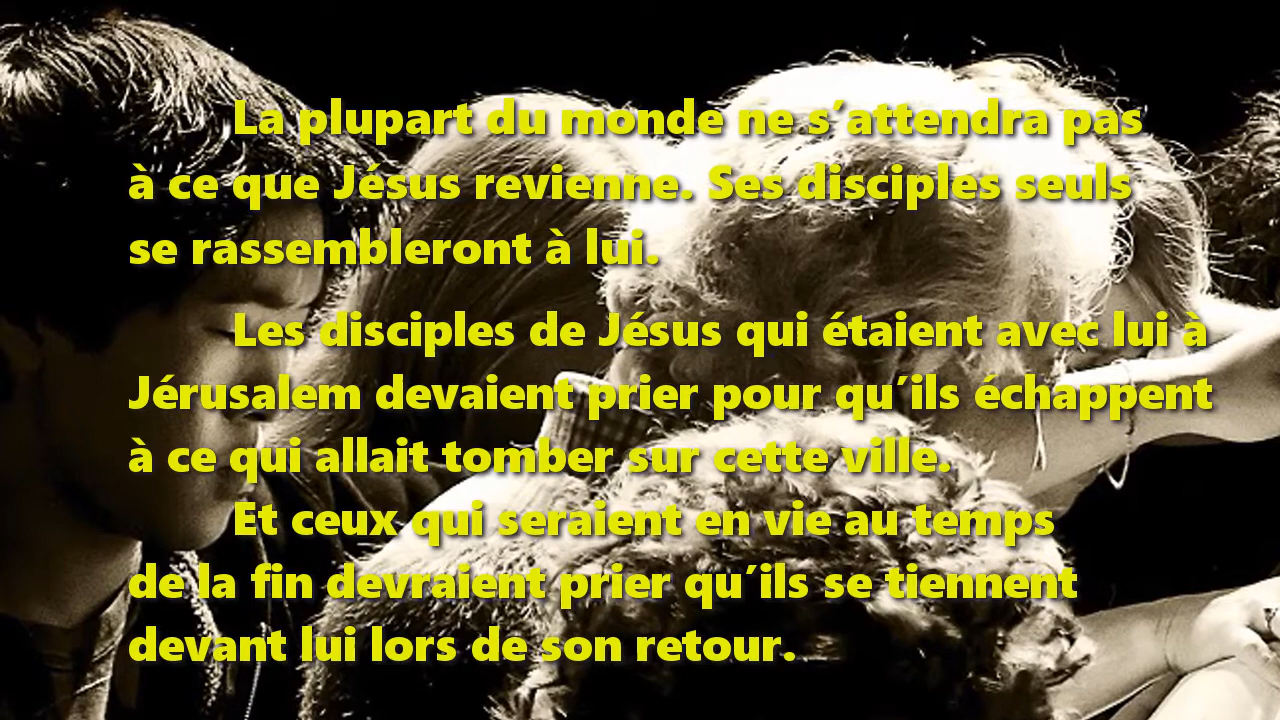 La plupart du monde ne s’attendra pas
à ce que Jésus revienne. Ses disciples seuls
se rassembleront à lui.
Les disciples de Jésus qui étaient avec lui à
Jérusalem devaient prier pour qu’ils échappent
à ce qui allait tomber sur cette ville.
Et ceux qui seraient en vie au temps
de la fin devraient prier qu’ils se tiennent
devant lui lors de son retour.